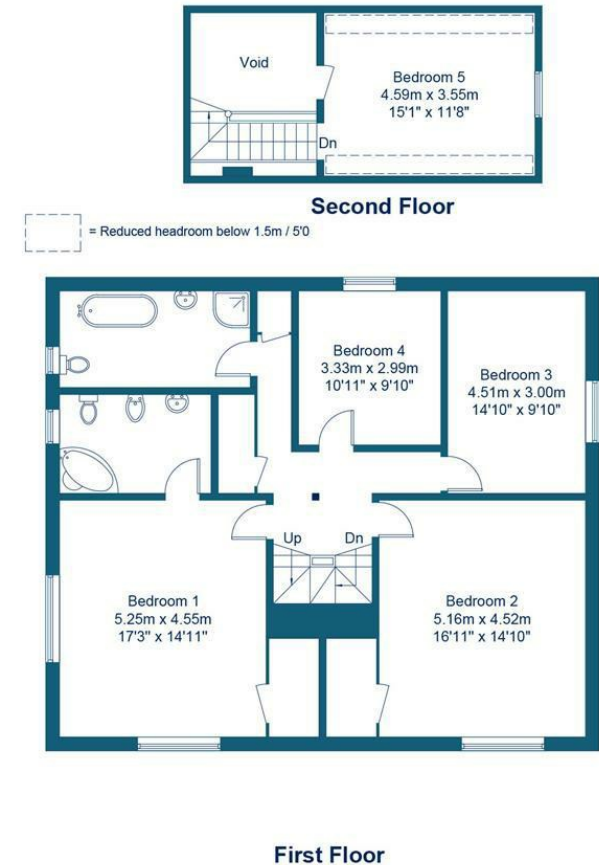 Void
Bedroom 5
4.59m x 3.55m
15'1" x 11'8"
Dn
Second Floor
= Reduced headroom below 1.5m / 5'0
Bedroom 4
3.33m x 2.99m
10'11" x 9'10"
Bedroom 3
4.51m x 3.00m
14'10" x 9'10"
Up
Dn
Bedroom 1
5.25m x 4.55m
17'3" x 14'11"
Bedroom 2
5.16m x 4.52m
16'11" x 14'10"
First Floor